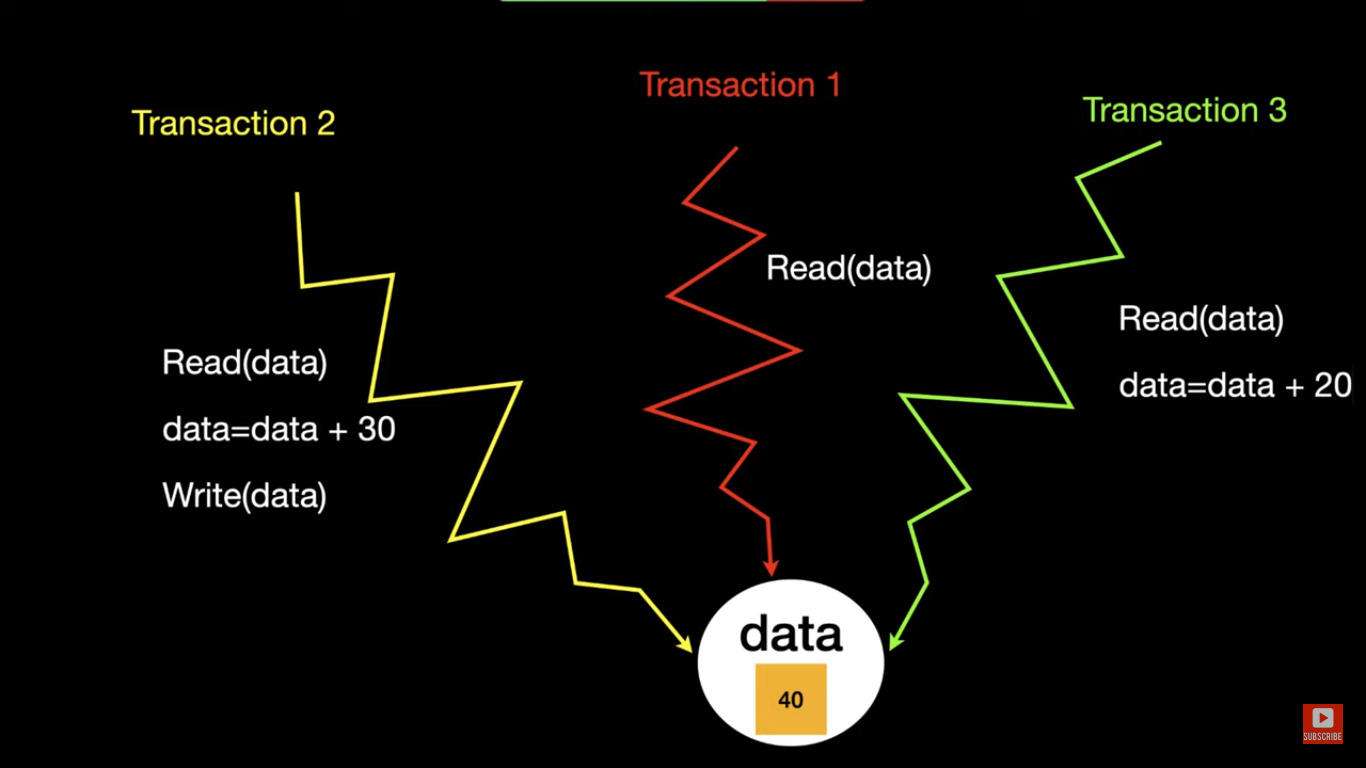 Transaction 1
Transaction 2
Transaction 3
Read(data)
Read(data)
data=data + 30
Write(data)
Read(data)
data=data + 20
data
40
SUBSCRIBE